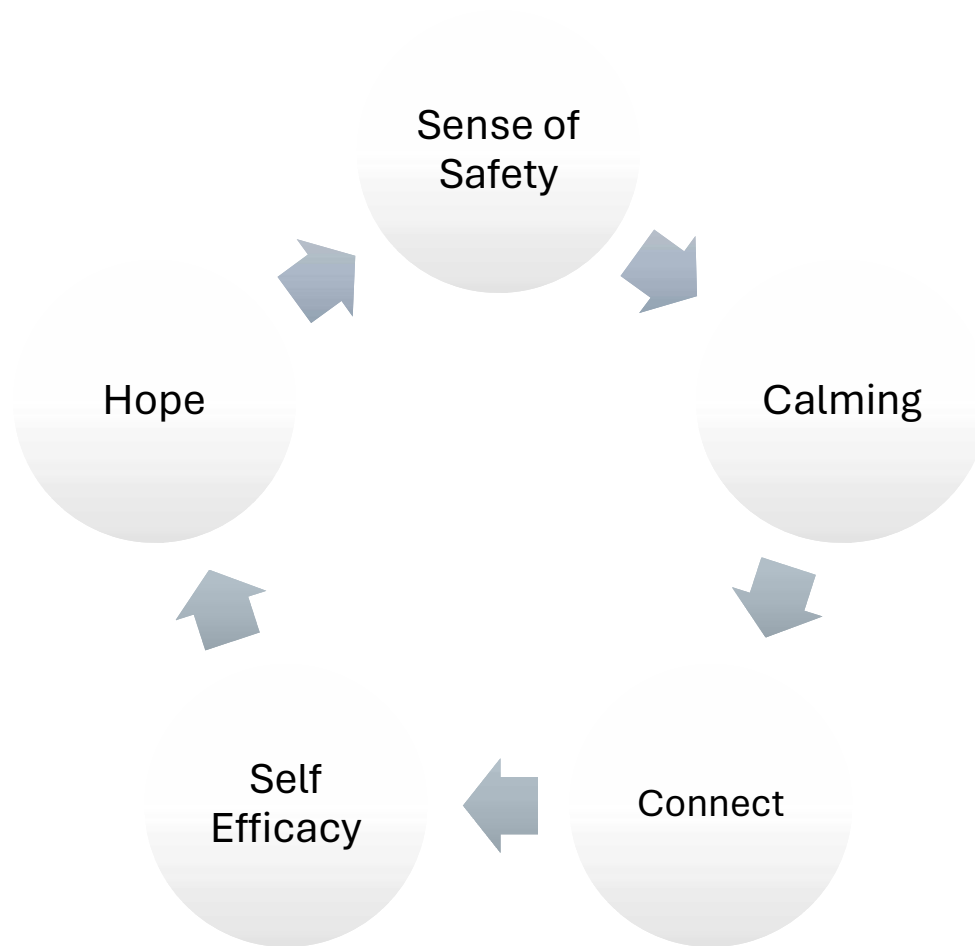 Sense of
Safety
Calming
Connect
Self
Efficacy
Hope